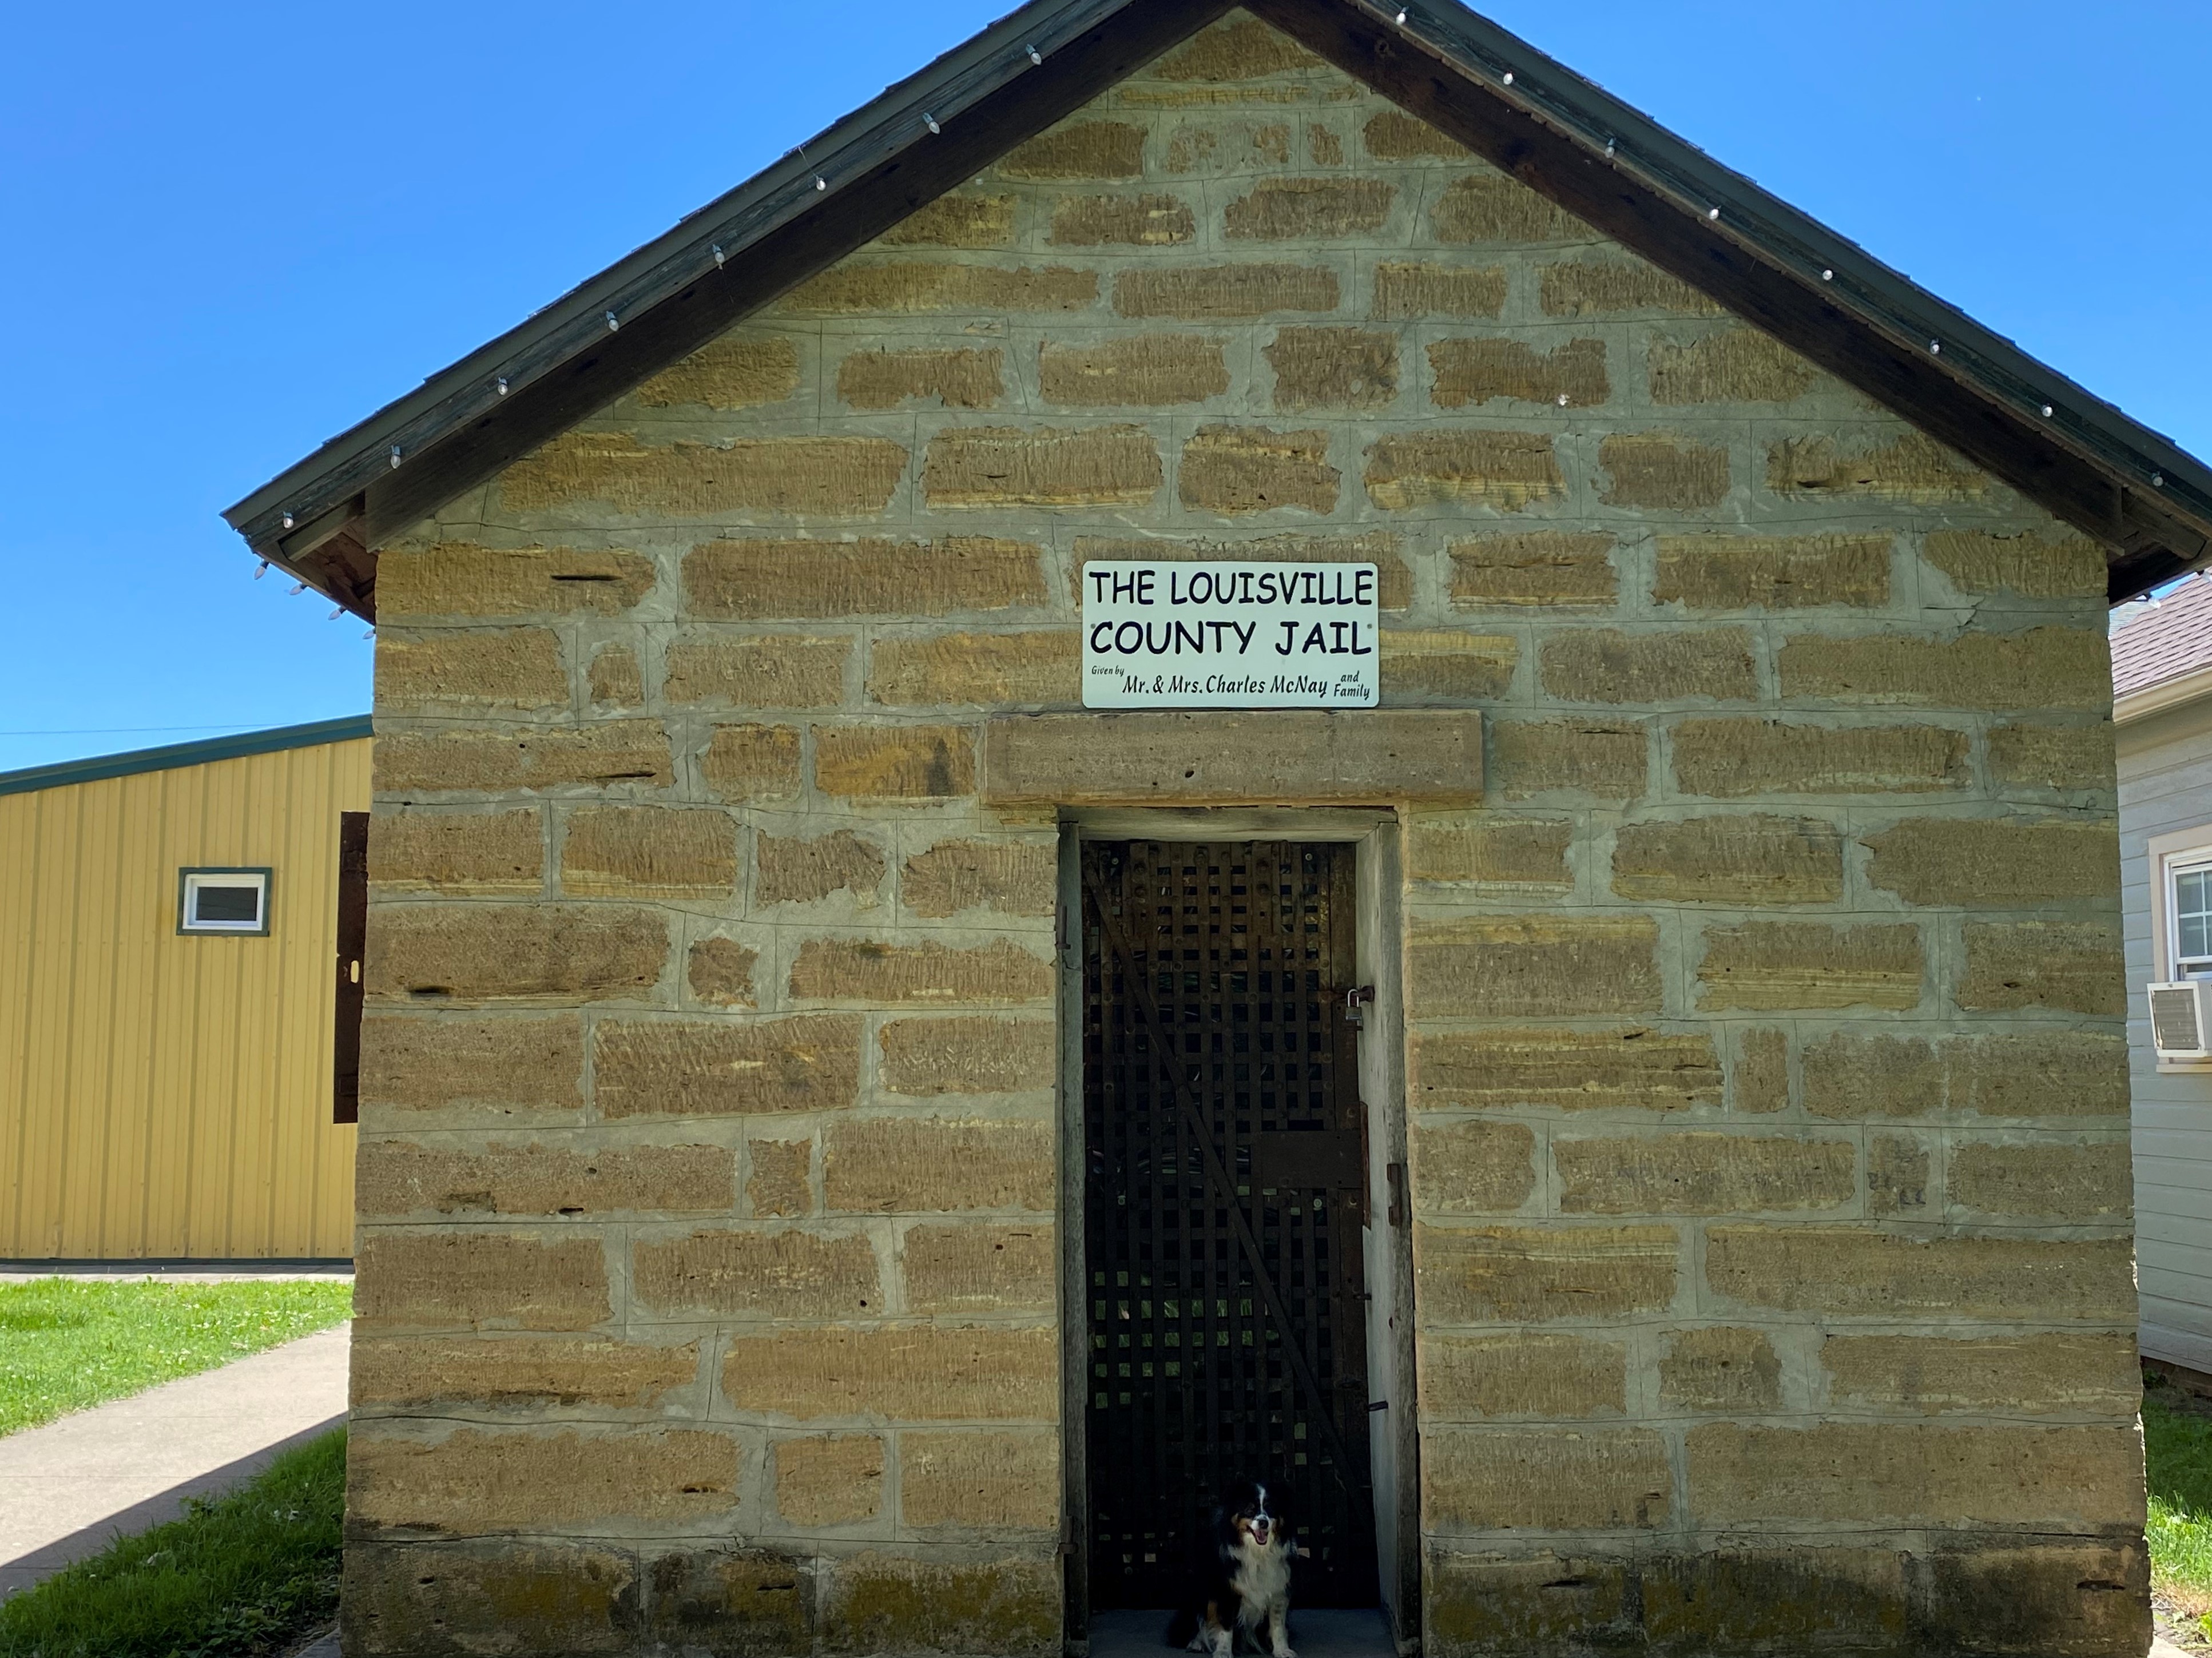 THE LOUISVILLE
COUNTY JAIL
Given by Mr. & Mrs. Charles McNay and Family